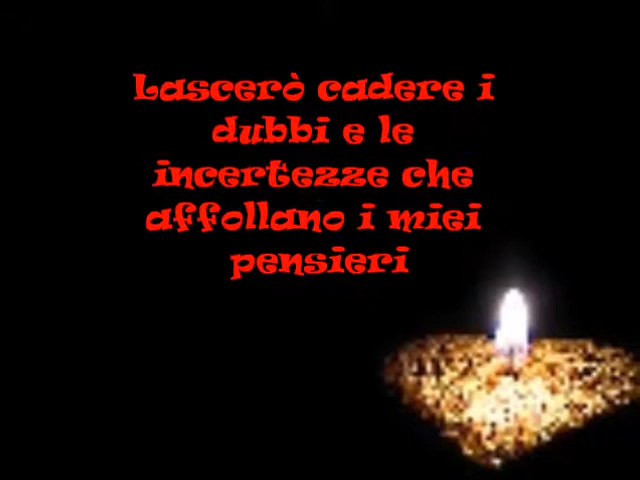 Lascerò cadere i
dubbi e le
incertezze che
affollano i miei
pensieri